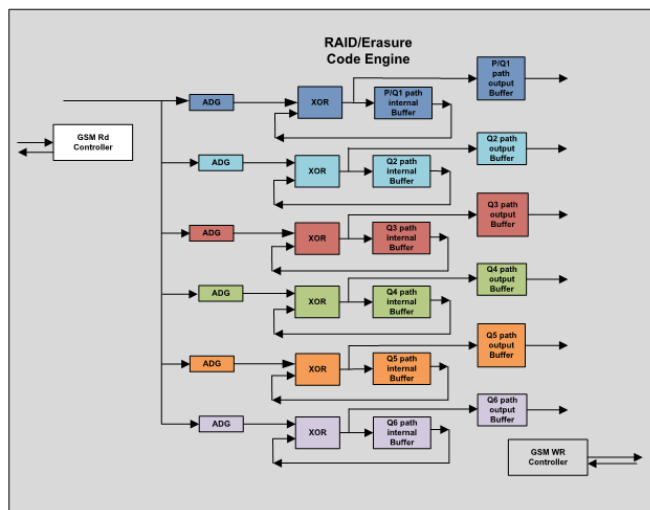 RAID/Erasure
Code Engine
P/Q1
path
output
Buffer
ADG
XOR
P/Q1 path
internal
Buffer
GSM Rd
Controller
Q2 path
output
Buffer
ADG
XOR
Q2 path
internal
Buffer
Q3 path
output
Buffer
ADG
XOR
Q3 path
internal
Buffer
Q4 path
output
Buffer
ADG
XOR
Q4 path
internal
Buffer
Q5 path
output
Buffer
ADG
XOR
Q5 path
internal
Buffer
Q6 path
output
Buffer
ADG
XOR
Q6 path
internal
Buffer
GSM WR
Controller